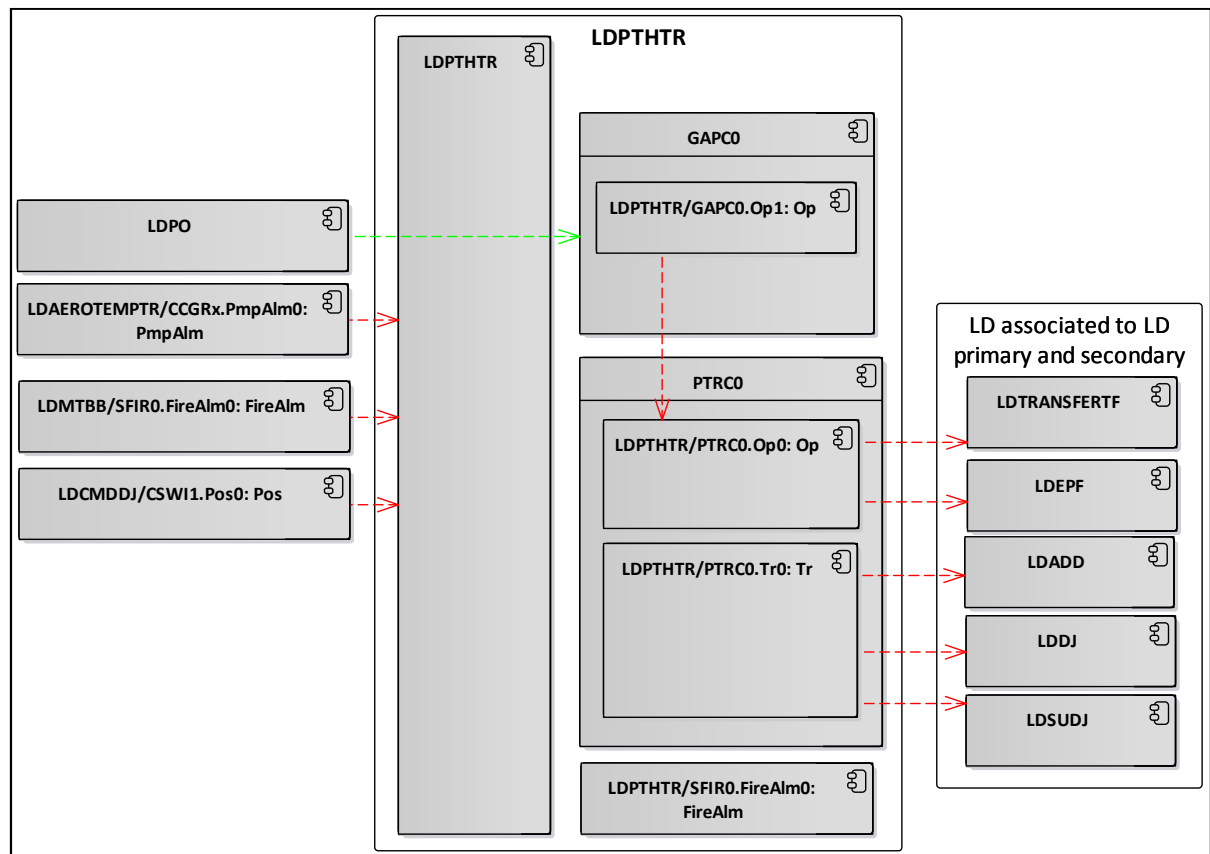 LDPTHTR
LDPTHTR
GAPC0
LDPTHTR/GAPC0.Op1: Op
LDPO
LDAEROTEMPTR/CCGRx.PmpAlm0:
PmpAlm
LDMTBB/SFIR0.FireAlm0: FireAlm
LDCMDDJ/CSWI1.Pos0: Pos
PTRC0
LDPTHTR/PTRC0.Op0: Op
LDPTHTR/PTRC0.Tr0: Tr
LDPTHTR/SFIR0.FireAlm0:
FireAlm
LD associated to LD
primary and secondary
LDTRANSFERTF
LDEPF
LDADD
LDDJ
LDSUDJ